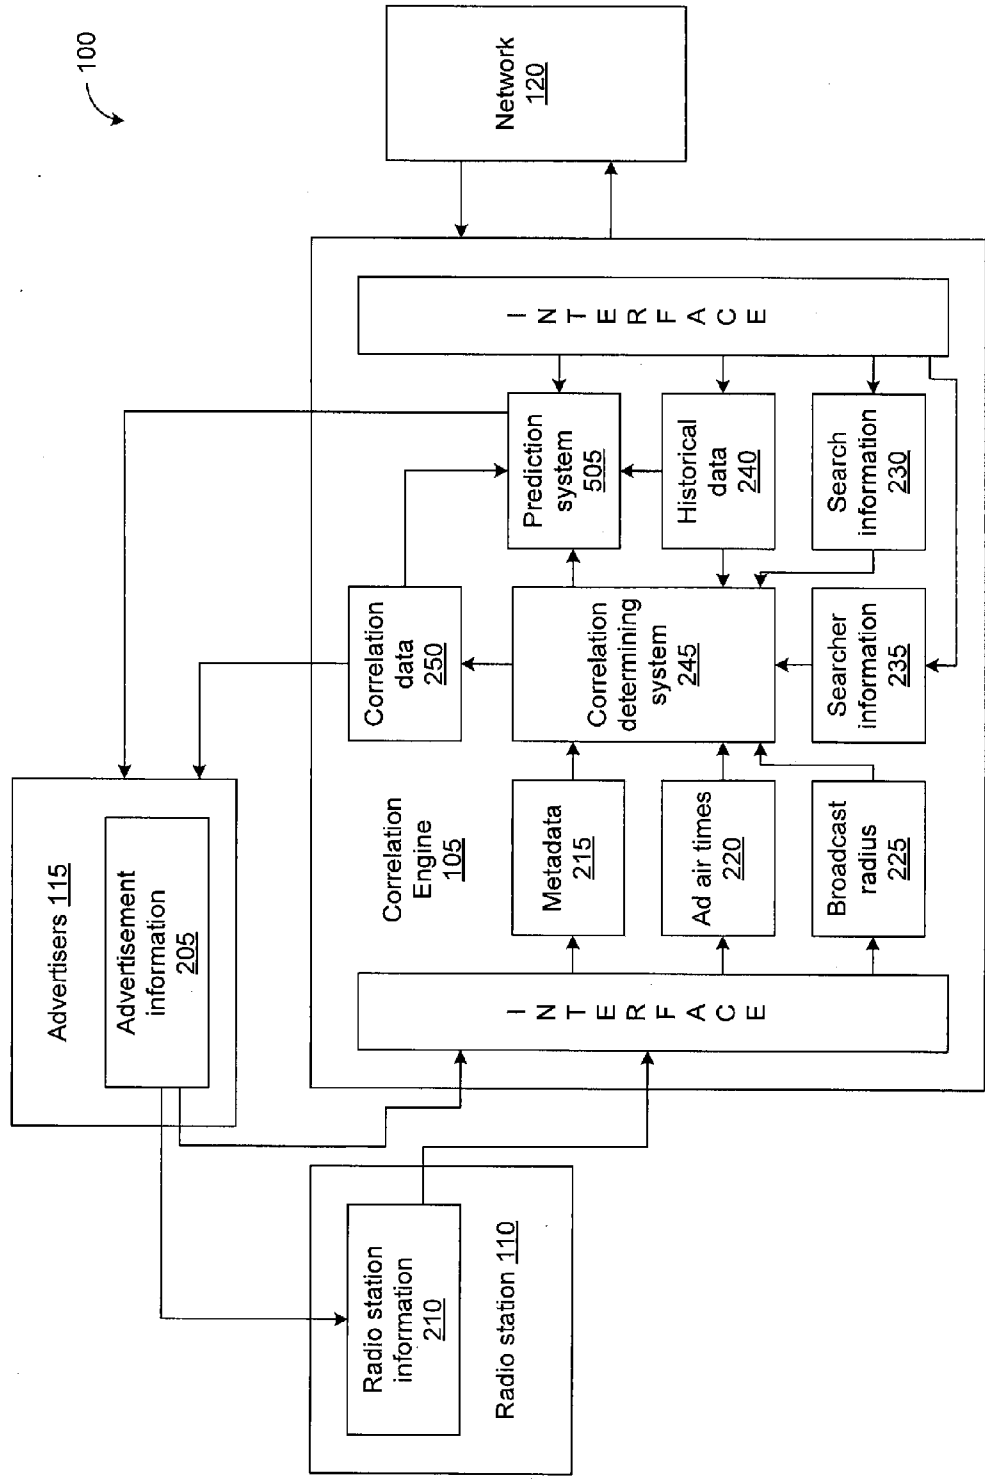 100
Advertisers 115
Advertisement
information
205
Radio station
information
210
Radio station 110
Correlation
Engine
105
I N T E R F A C E
Metadata
215
Ad air times
220
Broadcast
radius
225
Correlation
data
250
Correlation
determining
system
245
Searcher
information
235
Prediction
system
505
Historical
data
240
Search
information
230
I N T E R F A C E
Network
120